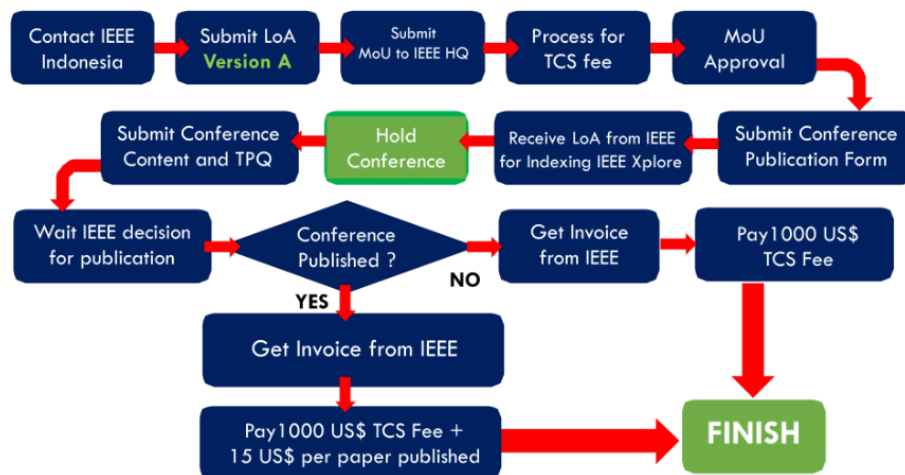 Contact IEEE
Indonesia
Submit LoA
Version A
Submit
MoU to IEEE HQ
Process for
TCS fee
MoU
Approval
Submit Conference
Publication Form
Receive LoA from IEEE
for Indexing IEEE Xplore
Hold
Conference
Submit Conference
Content and TPQ
Wait IEEE decision
for publication
Conference
Published ?
NO
Get Invoice
from IEEE
Pay1000 US$
TCS Fee
YES
Get Invoice from IEEE
Pay1000 US$ TCS Fee +
15 US$ per paper published
FINISH